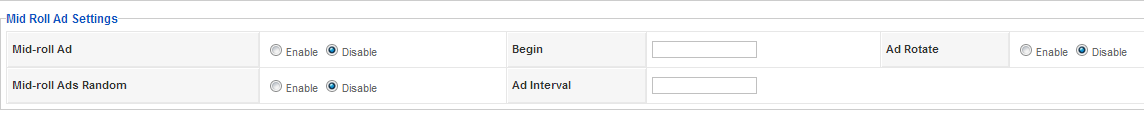 Mid Roll Ad Settings
Mid-roll Ad Enable Disable Begin Ad Rotate Enable Disable
Mid-roll Ads Random Enable Disable Ad Interval